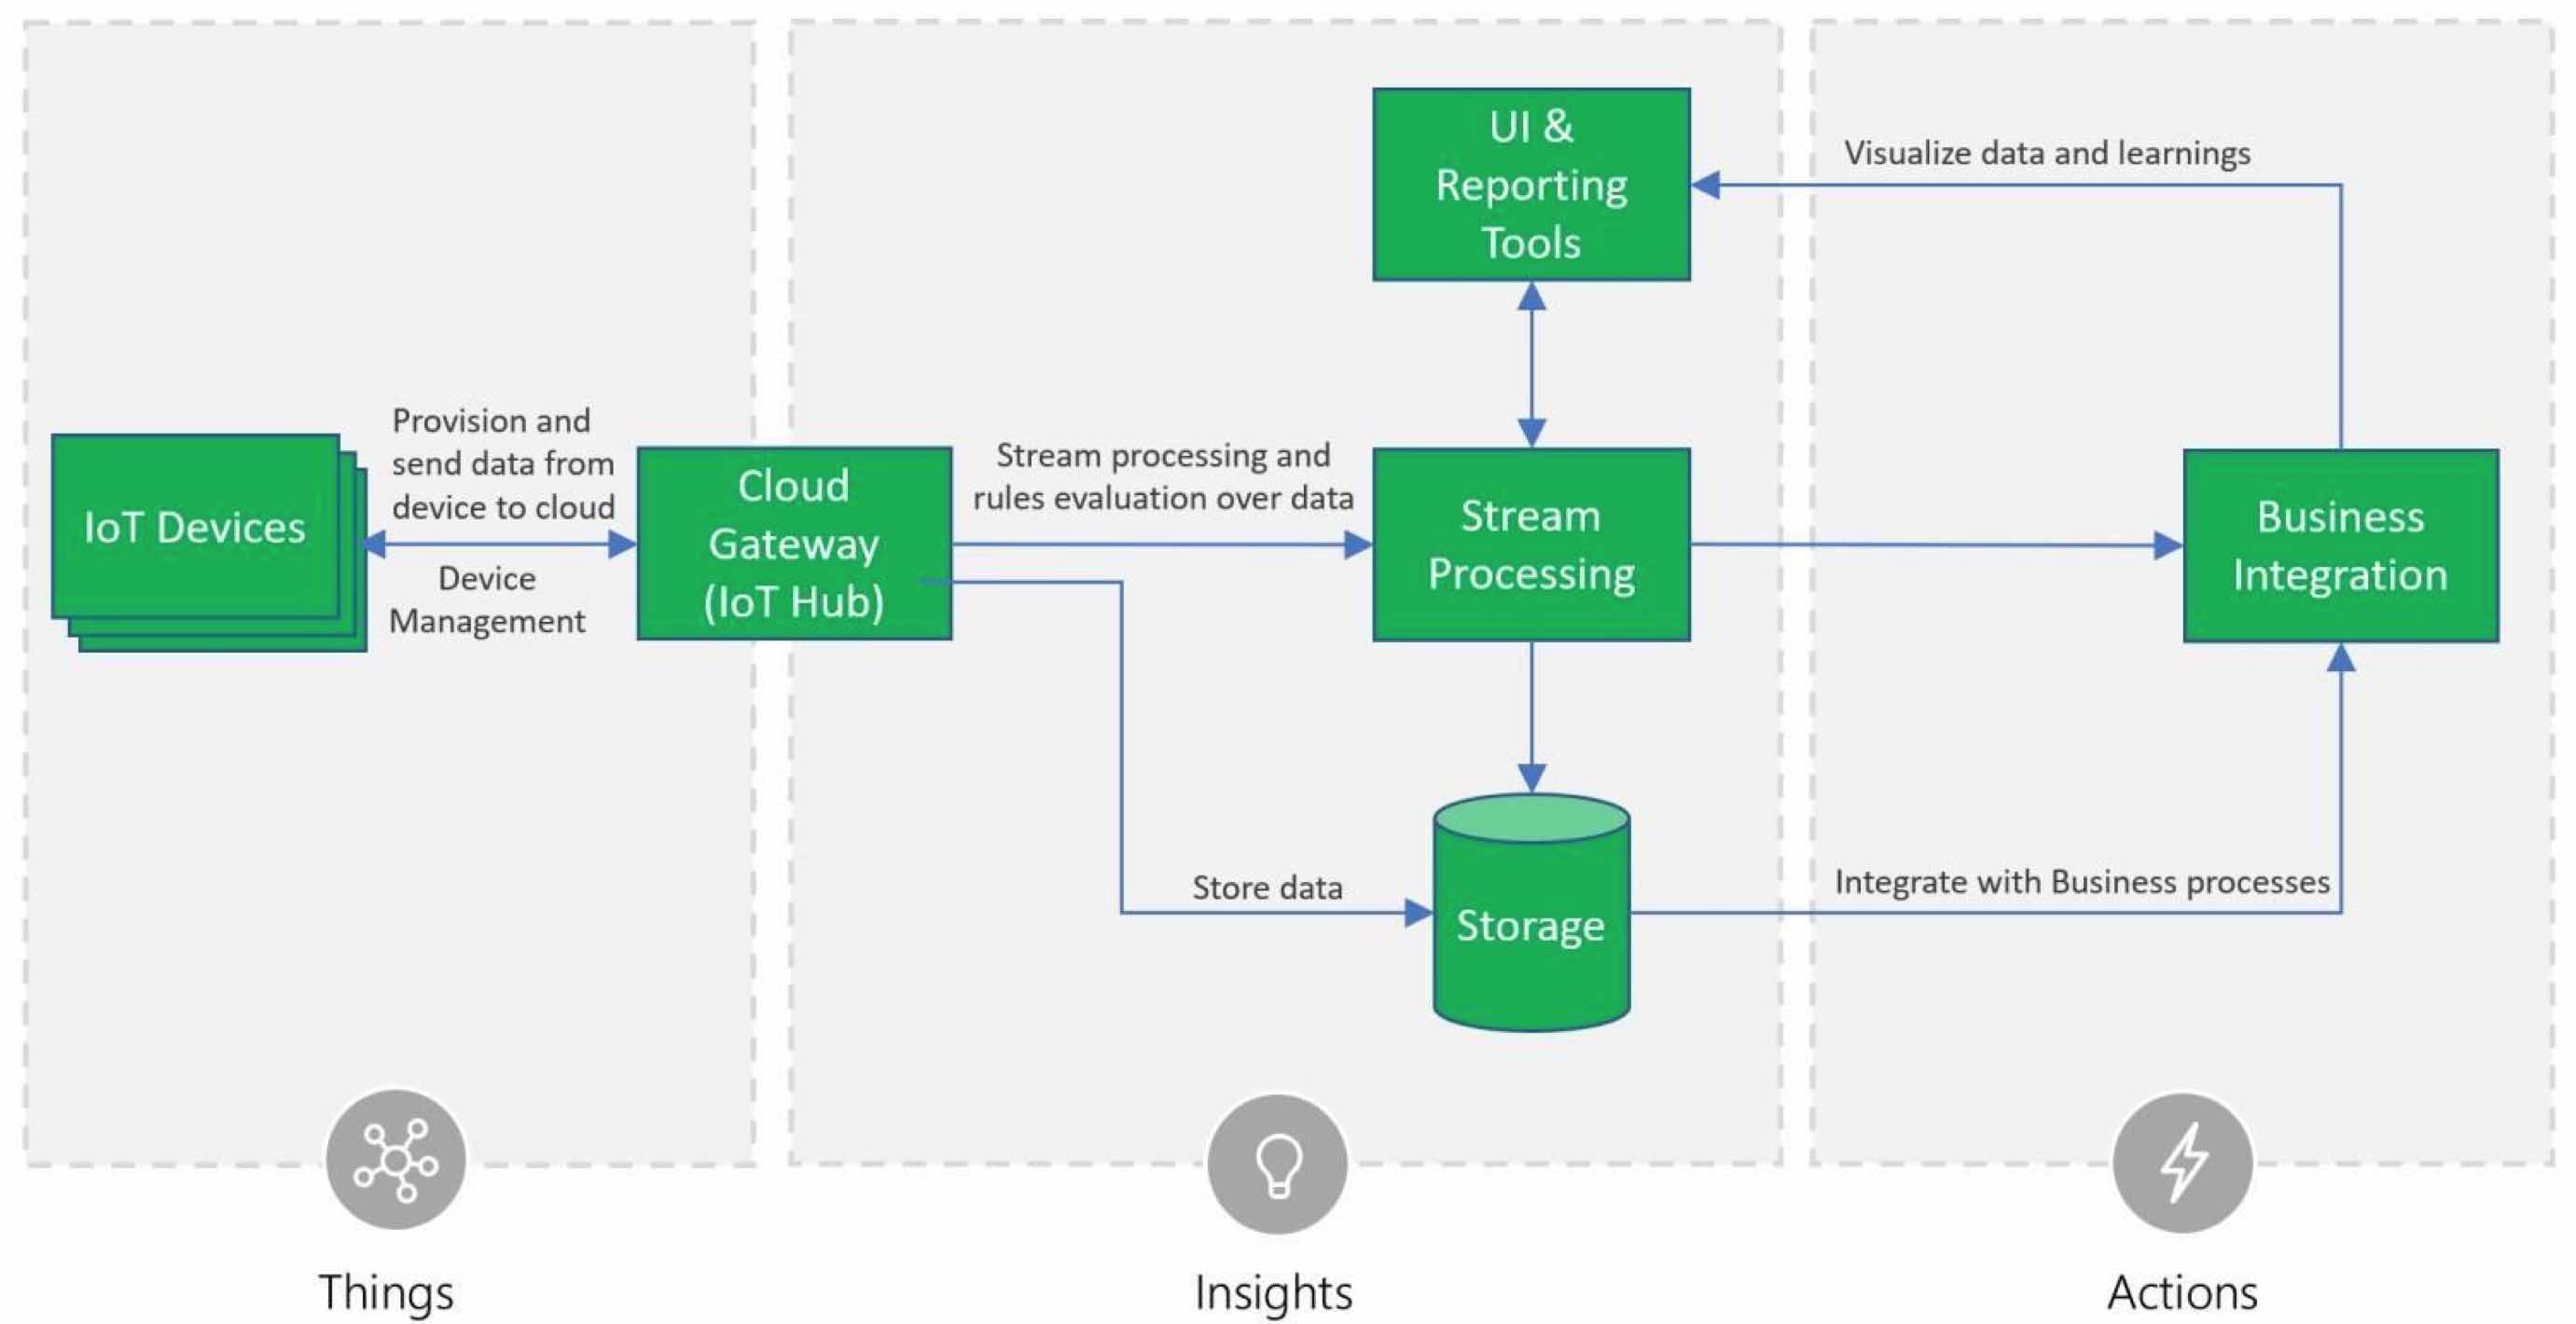 UI &
Reporting
Tools
Visualize data and learnings
Provision and
send data from
device to cloud
IoT Devices
Device
Management
Cloud
Gateway
(IoT Hub)
Stream processing and
rules evaluation over data
Stream
Processing
Business
Integration
Store data
Storage
Integrate with Business processes
Things
Insights
Actions